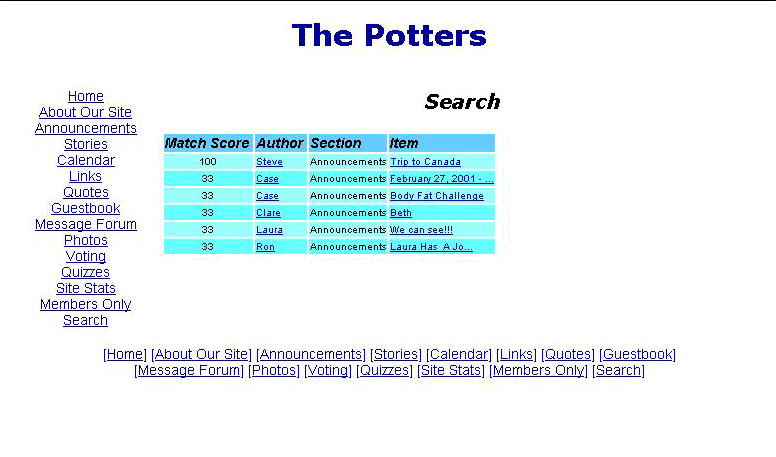 The Potters
Home
About Our Site
Announcements
Stories
Calendar
Links
Quotes
Guestbook
Message Forum
Photos
Voting
Quizzes
Site Stats
Members Only
Search
Search
Match Score Author Section Item
100 Steve Announcements Trip to Canada
33 Case Announcements February 27, 2001 - ...
33 Case Announcements Body Fat Challenge
33 Clare Announcements Beth
33 Laura Announcements We can see!!!
33 Ron Announcements Laura Has A Jo...
[Home] [About Our Site] [Announcements] [Stories] [Calendar] [Links] [Quotes] [Guestbook]
[Message Forum] [Photos] [Voting] [Quizzes] [Site Stats] [Members Only] [Search]